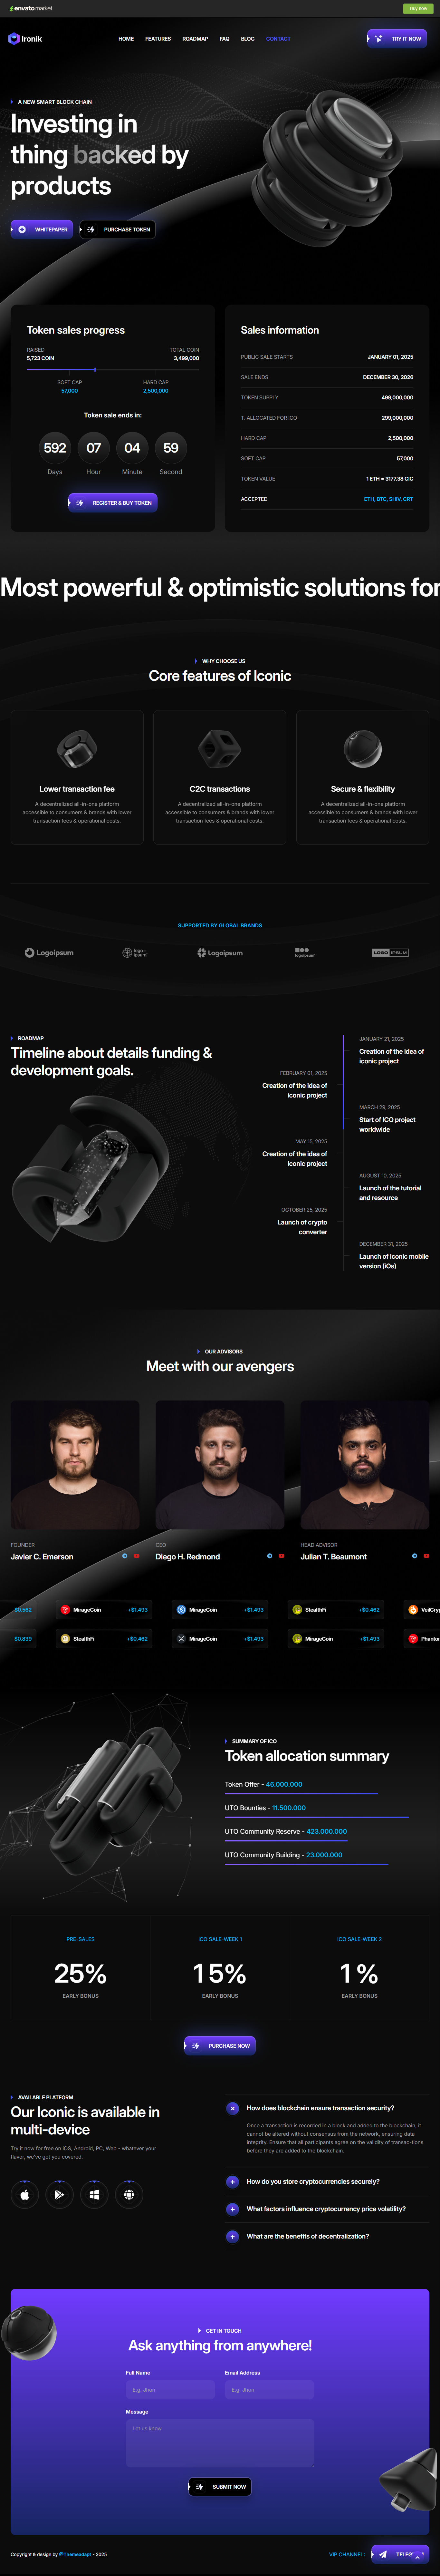 envatomarket
Buy now
Ironik
HOME
FEATURES
ROADMAP
FAQ
BLOG
CONTACT
TRY IT NOW
A NEW SMART BLOCK CHAIN
Investing in
thing backed by
products
WHITEPAPER
PURCHASE TOKEN
Token sales progress
RAISED
TOTAL COIN
5,723 COIN
3,499,000
SOFT CAP
HARD CAP
57,000
2,500,000
Token sale ends in:
592
07
04
59
Days
Hour
Minute
Second
REGISTER & BUY TOKEN
Sales information
PUBLIC SALE STARTS
JANUARY 01, 2025
SALE ENDS
DECEMBER 30, 2026
TOKEN SUPPLY
499,000,000
T. ALLOCATED FOR ICO
299,000,000
HARD CAP
2,500,000
SOFT CAP
57,000
TOKEN VALUE
1 ETH = 3177.38 CIC
ACCEPTED
ETH, BTC, SHIV, CRT
Most powerful & optimistic solutions for
WHY CHOOSE US
Core features of Iconic
Lower transaction fee
A decentralized all-in-one platform
accessible to consumers & brands with lower
transaction fees & operational costs.
C2C transactions
A decentralized all-in-one platform
accessible to consumers & brands with lower
transaction fees & operational costs.
Secure & flexibility
A decentralized all-in-one platform
accessible to consumers & brands with lower
transaction fees & operational costs.
SUPPORTED BY GLOBAL BRANDS
Logoipsum
logo
ipsum
Logoipsum
logoipsum
LOGO IPSUM
ROADMAP
Timeline about details funding &
development goals.
JANUARY 21, 2025
Creation of the idea of
iconic project
FEBRUARY 01, 2025
Creation of the idea of
iconic project
MARCH 29, 2025
Start of ICO project
worldwide
MAY 15, 2025
Creation of the idea of
iconic project
AUGUST 10, 2025
Launch of the tutorial
and resource
OCTOBER 25, 2025
Launch of crypto
converter
DECEMBER 31, 2025
Launch of Iconic mobile
version (iOs)
OUR ADVISORS
Meet with our avengers
FOUNDER
Javier C. Emerson
CEO
Diego H. Redmond
HEAD ADVISOR
Julian T. Beaumont
+$0.562
MirageCoin
+$1.493
MirageCoin
+$1.493
StealthFi
+$0.462
VeilCryp
-$0.839
StealthFi
+$0.462
MirageCoin
+$1.493
MirageCoin
+$1.493
Phantom
SUMMARY OF ICO
Token allocation summary
Token Offer - 46.000.000
UTO Bounties - 11.500.000
UTO Community Reserve - 423.000.000
UTO Community Building - 23.000.000
PRE-SALES
25%
EARLY BONUS
ICO SALE-WEEK 1
15%
EARLY BONUS
ICO SALE-WEEK 2
1%
EARLY BONUS
PURCHASE NOW
AVAILABLE PLATFORM
Our Iconic is available in
multi-device
Try it now for free on iOS, Android, PC, Web - whatever your
flavor, we've got you covered.
How does blockchain ensure transaction security?
Once a transaction is recorded in a block and added to the blockchain, it
cannot be altered without consensus from the network, ensuring data
integrity. Ensure that all participants agree on the validity of transac-tions
before they are added to the blockchain.
How do you store cryptocurrencies securely?
What factors influence cryptocurrency price volatility?
What are the benefits of decentralization?
GET IN TOUCH
Ask anything from anywhere!
Full Name
Email Address
E.g. Jhon
E.g. Jhon
Message
Let us know
SUBMIT NOW
Copyright & design by @Themeadapt - 2025
VIP CHANNEL: